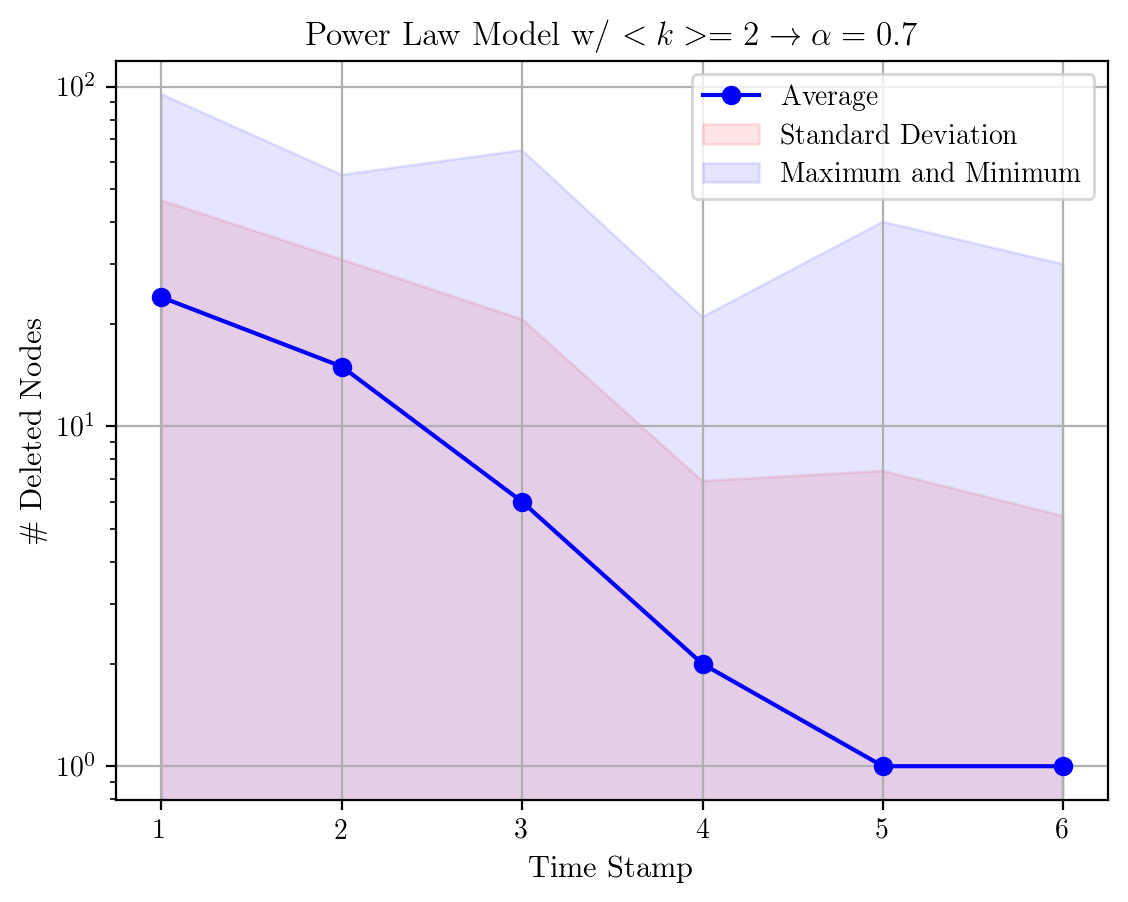 Power Law Model w/ < k >= 2 → α = 0.7
Average
Standard Deviation
Maximum and Minimum
# Deleted Nodes
10²
10¹
10⁰
1 2 3 4 5 6
Time Stamp